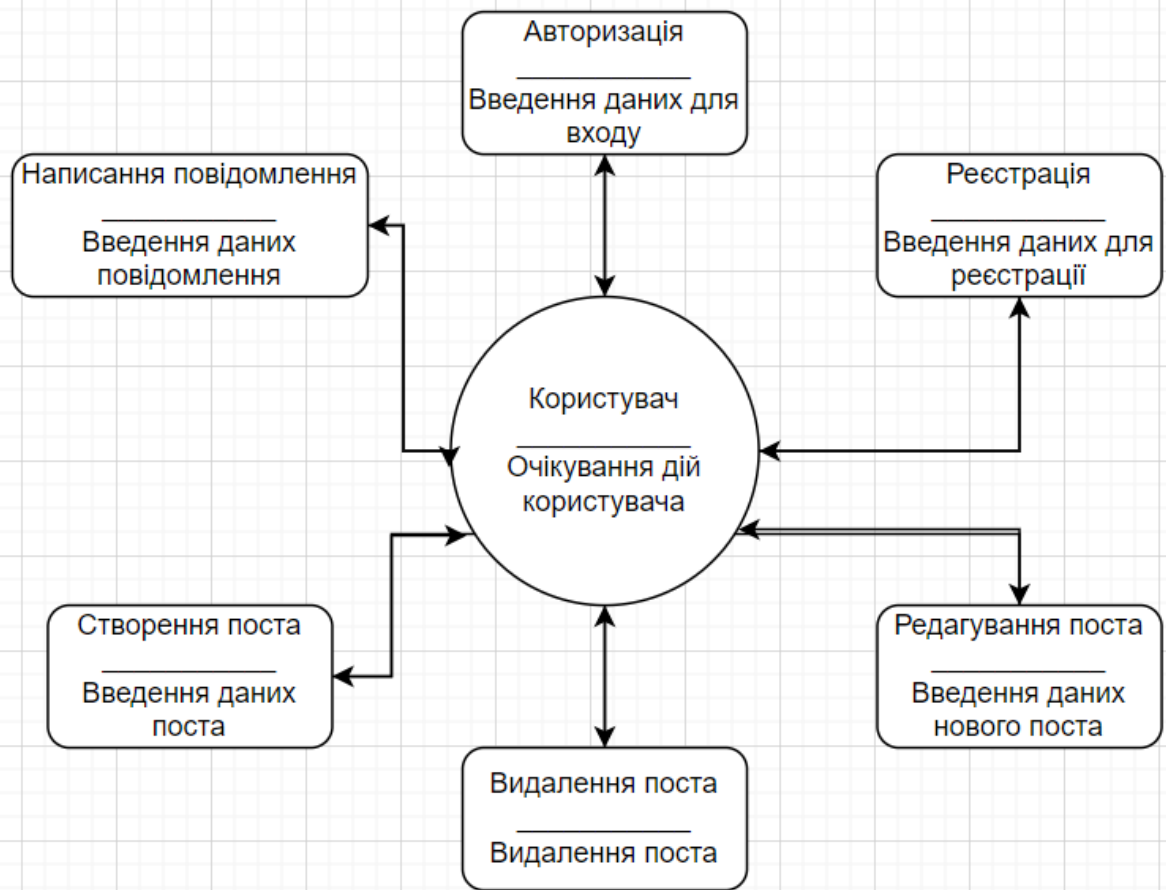 Авторизація
Введення даних для
входу
Написання повідомлення
Введення даних
повідомлення
Реєстрація
Введення даних для
реєстрації
Користувач
Очікування дій
користувача
Створення поста
Введення даних
поста
Редагування поста
Введення даних
нового поста
Видалення поста
Видалення поста